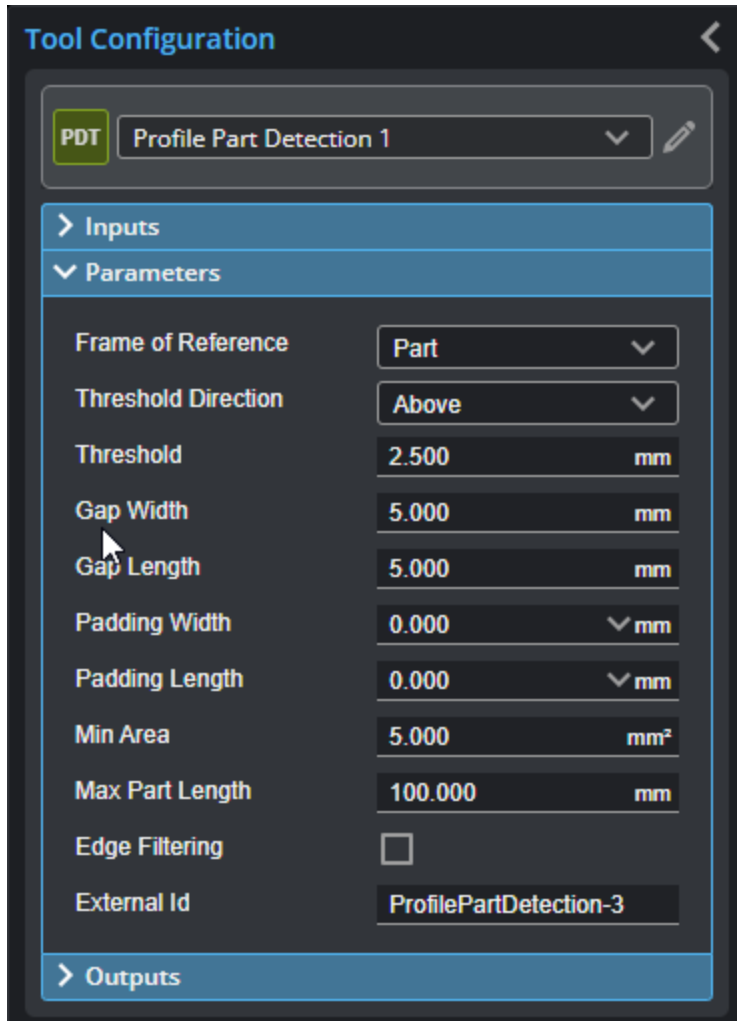 Tool Configuration
PDT Profile Part Detection 1
Inputs
Parameters
Frame of Reference Part
Threshold Direction Above
Threshold 2.500 mm
Gap Width 5.000 mm
Gap Length 5.000 mm
Padding Width 0.000 mm
Padding Length 0.000 mm
Min Area 5.000 mm²
Max Part Length 100.000 mm
Edge Filtering
External Id ProfilePartDetection-3
Outputs